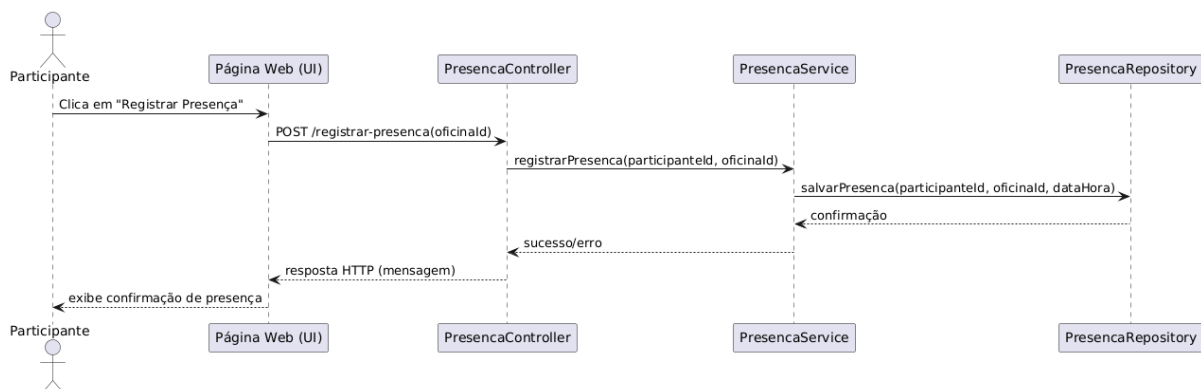 Participante
Página Web (UI)
PresencaController
PresencaService
PresencaRepository
Clica em "Registrar Presença"
POST /registrar-presenca(oficinaId)
registrarPresenca(participanteId, oficinaId)
salvarPresenca(participanteId, oficinaId, dataHora)
confirmação
sucesso/erro
resposta HTTP (mensagem)
exibe confirmação de presença
Participante
Página Web (UI)
PresencaController
PresencaService
PresencaRepository